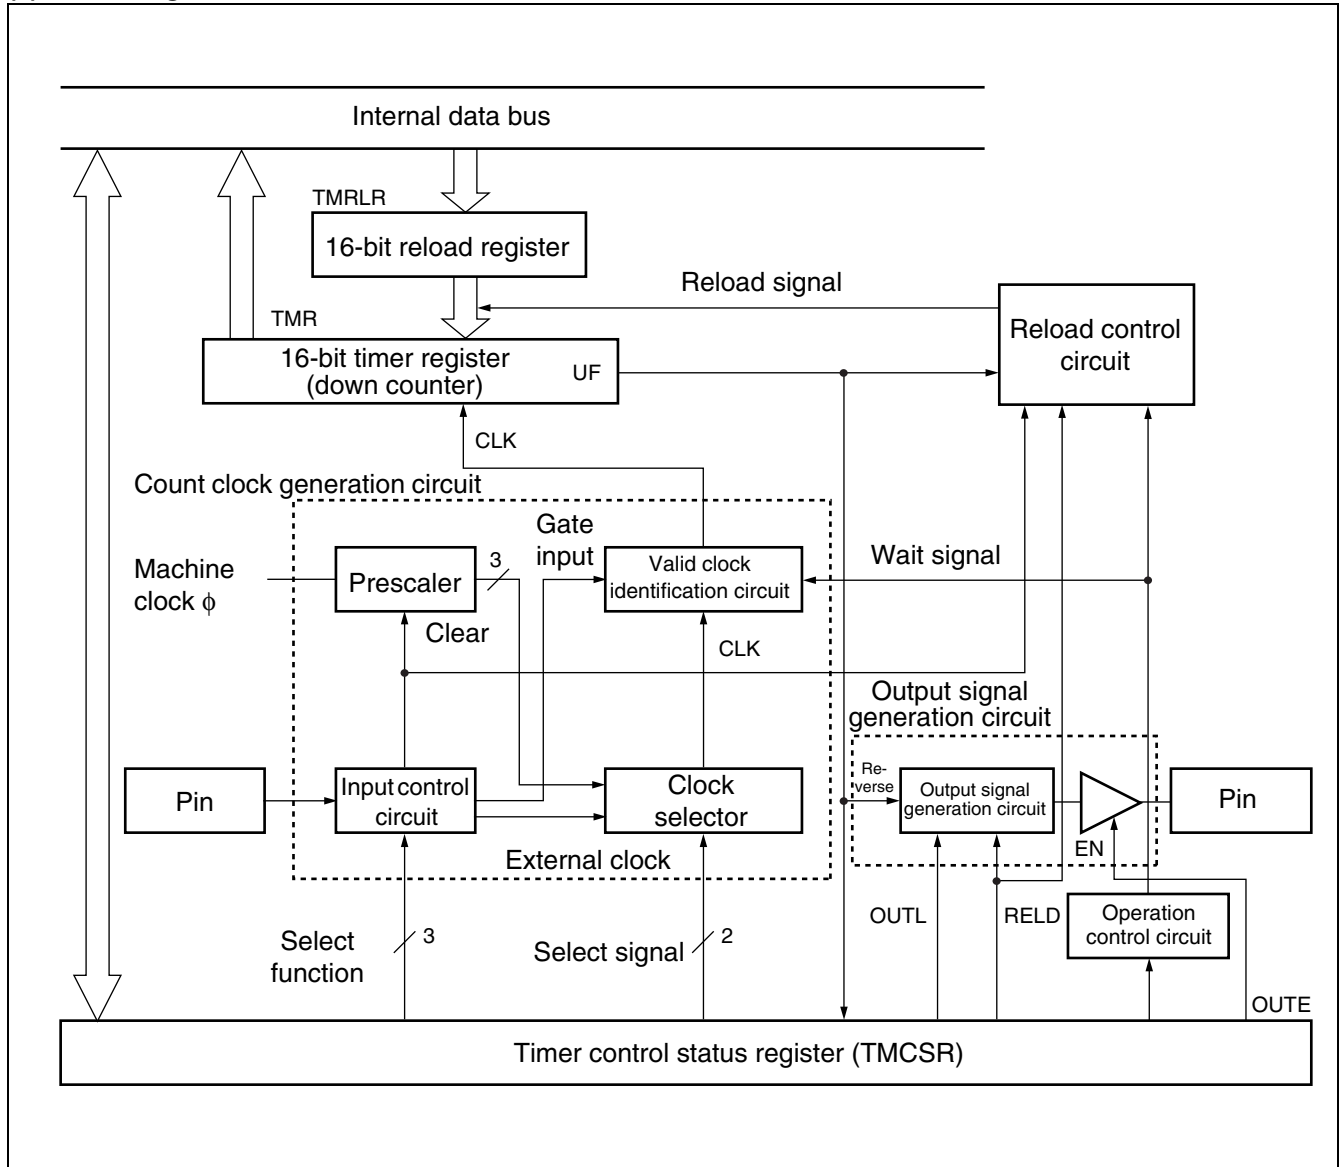 Internal data bus
TMRLR
16-bit reload register
Reload signal
TMR
16-bit timer register
(down counter)
UF
Reload control
circuit
CLK
Count clock generation circuit
Gate
input
Machine
clock ϕ
Prescaler
3
Valid clock
identification circuit
Wait signal
Clear
CLK
Output signal
generation circuit
Pin
Input control
circuit
Clock
selector
Re-
verse
Output signal
generation circuit
EN
Pin
External clock
Select
function
3
Select signal
2
OUTL
RELD
Operation
control circuit
OUTE
Timer control status register (TMCSR)